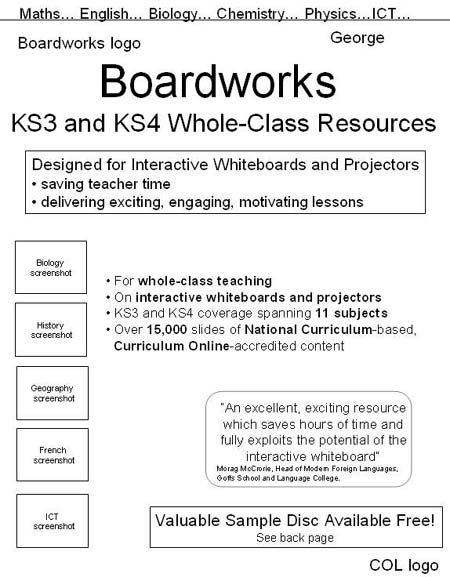 Maths... English... Biology... Chemistry... Physics...ICT...
Boardworks logo
George
Boardworks
KS3 and KS4 Whole-Class Resources
Designed for Interactive Whiteboards and Projectors
• saving teacher time
• delivering exciting, engaging, motivating lessons
Biology
screenshot
History
screenshot
Geography
screenshot
French
screenshot
ICT
screenshot
• For whole-class teaching
• On interactive whiteboards and projectors
• KS3 and KS4 coverage spanning 11 subjects
• Over 15,000 slides of National Curriculum-based,
Curriculum Online-accredited content
"An excellent, exciting resource
which saves hours of time and
fully exploits the potential of the
interactive whiteboard"
Morag McCrorie, Head of Modern Foreign Languages,
Goffs School and Language College.
Valuable Sample Disc Available Free!
See back page
COL logo